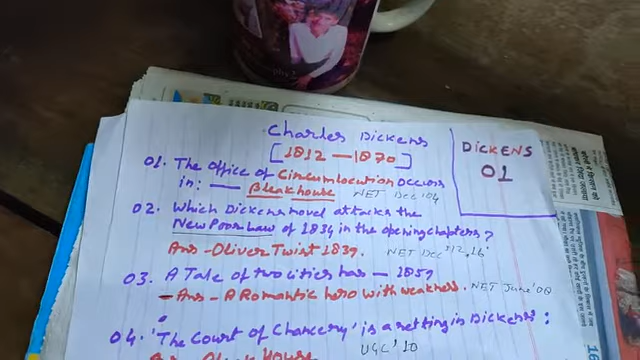 Charles Dickens
[1812 — 1870]
DICKENS
01
01. The Office of Circumlocution occurs
in: — Bleak house NET Dec '04
02. Which Dickens novel attacks the
New Poor Law of 1834 in the opening chapters?
Ans - Oliver Twist 1839. NET Dec '12, 16
03. A Tale of two cities has — 1859
- Ans - A Romantic hero with weakness. NET June '08
04. 'The Court of Chancery' is a setting in Dickens :
UGC' 10